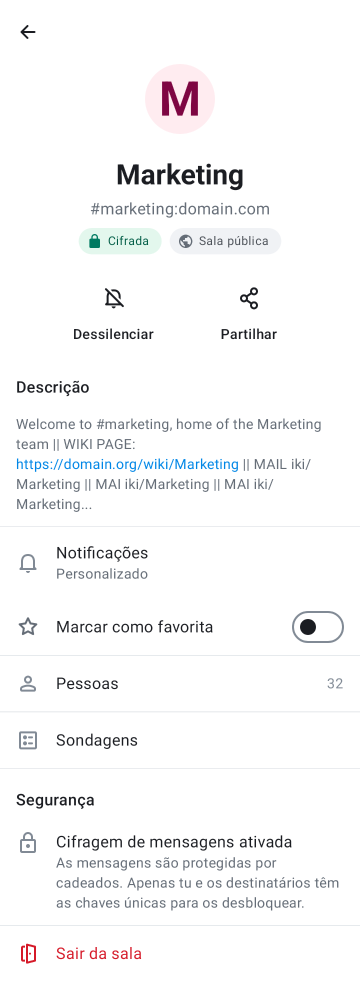 M
Marketing
#marketing:domain.com
Cifrada
Sala pública
Dessilenciar
Partilhar
Descrição
Welcome to #marketing, home of the Marketing
team || WIKI PAGE:
https://domain.org/wiki/Marketing || MAIL iki/
Marketing || MAI iki/Marketing || MAI iki/
Marketing...
Notificações
Personalizado
Marcar como favorita
Pessoas 32
Sondagens
Segurança
Cifragem de mensagens ativada
As mensagens são protegidas por
cadeados. Apenas tu e os destinatários têm
as chaves únicas para os desbloquear.
Sair da sala